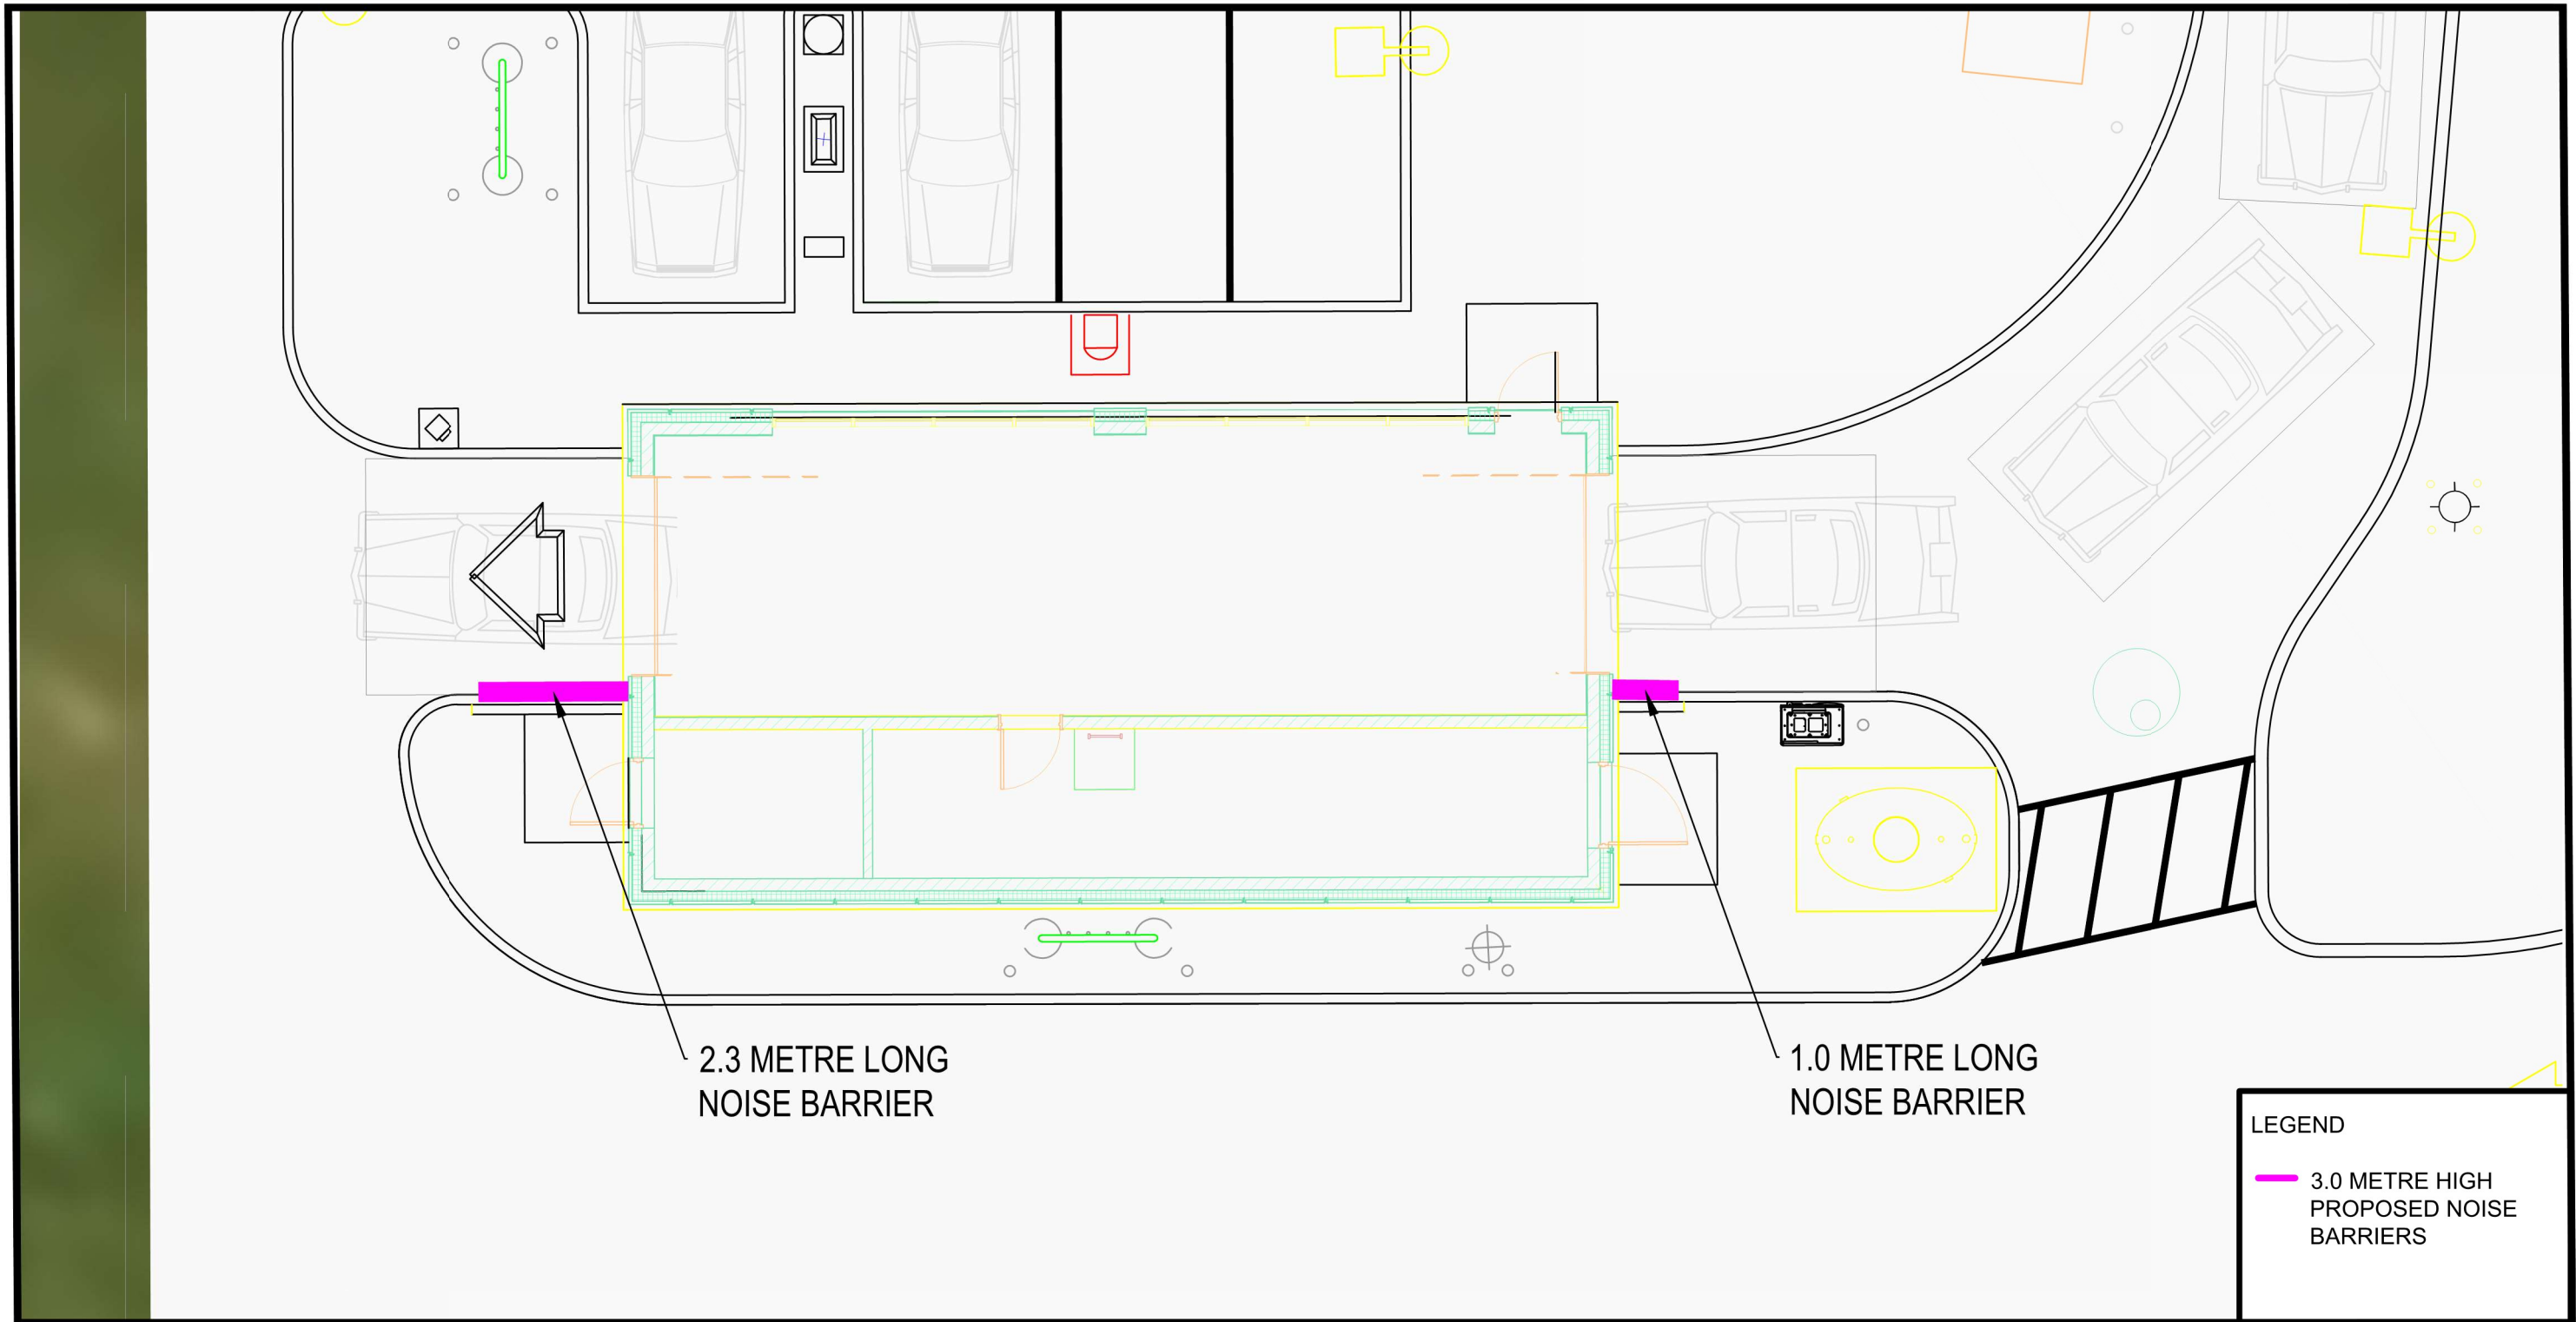 2.3 METRE LONG
NOISE BARRIER
1.0 METRE LONG
NOISE BARRIER
LEGEND
3.0 METRE HIGH
PROPOSED NOISE
BARRIERS